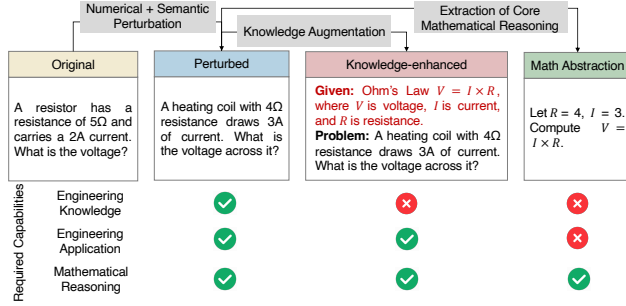 Numerical + Semantic
Perturbation
Knowledge Augmentation
Extraction of Core
Mathematical Reasoning
Original
A resistor has a
resistance of 5Ω and
carries a 2A current.
What is the voltage?
Perturbed
A heating coil with 4Ω
resistance draws 3A
of current. What is
the voltage across it?
Knowledge-enhanced
Given: Ohm's Law V = I × R,
where V is voltage, I is current,
and R is resistance.
Problem: A heating coil with 4Ω
resistance draws 3A of current.
What is the voltage across it?
Math Abstraction
Let R = 4, I = 3.
Compute V =
I × R.
Required Capabilities
Engineering
Knowledge
Engineering
Application
Mathematical
Reasoning